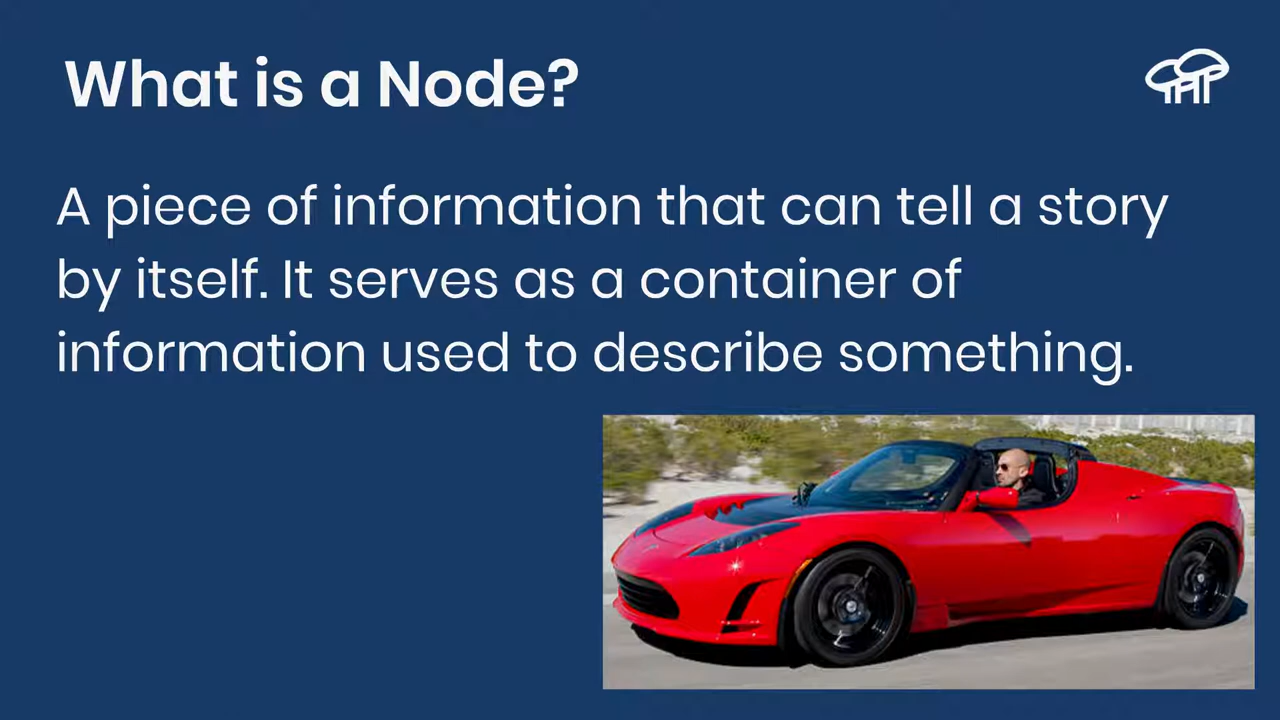 What is a Node?
A piece of information that can tell a story
by itself. It serves as a container of
information used to describe something.